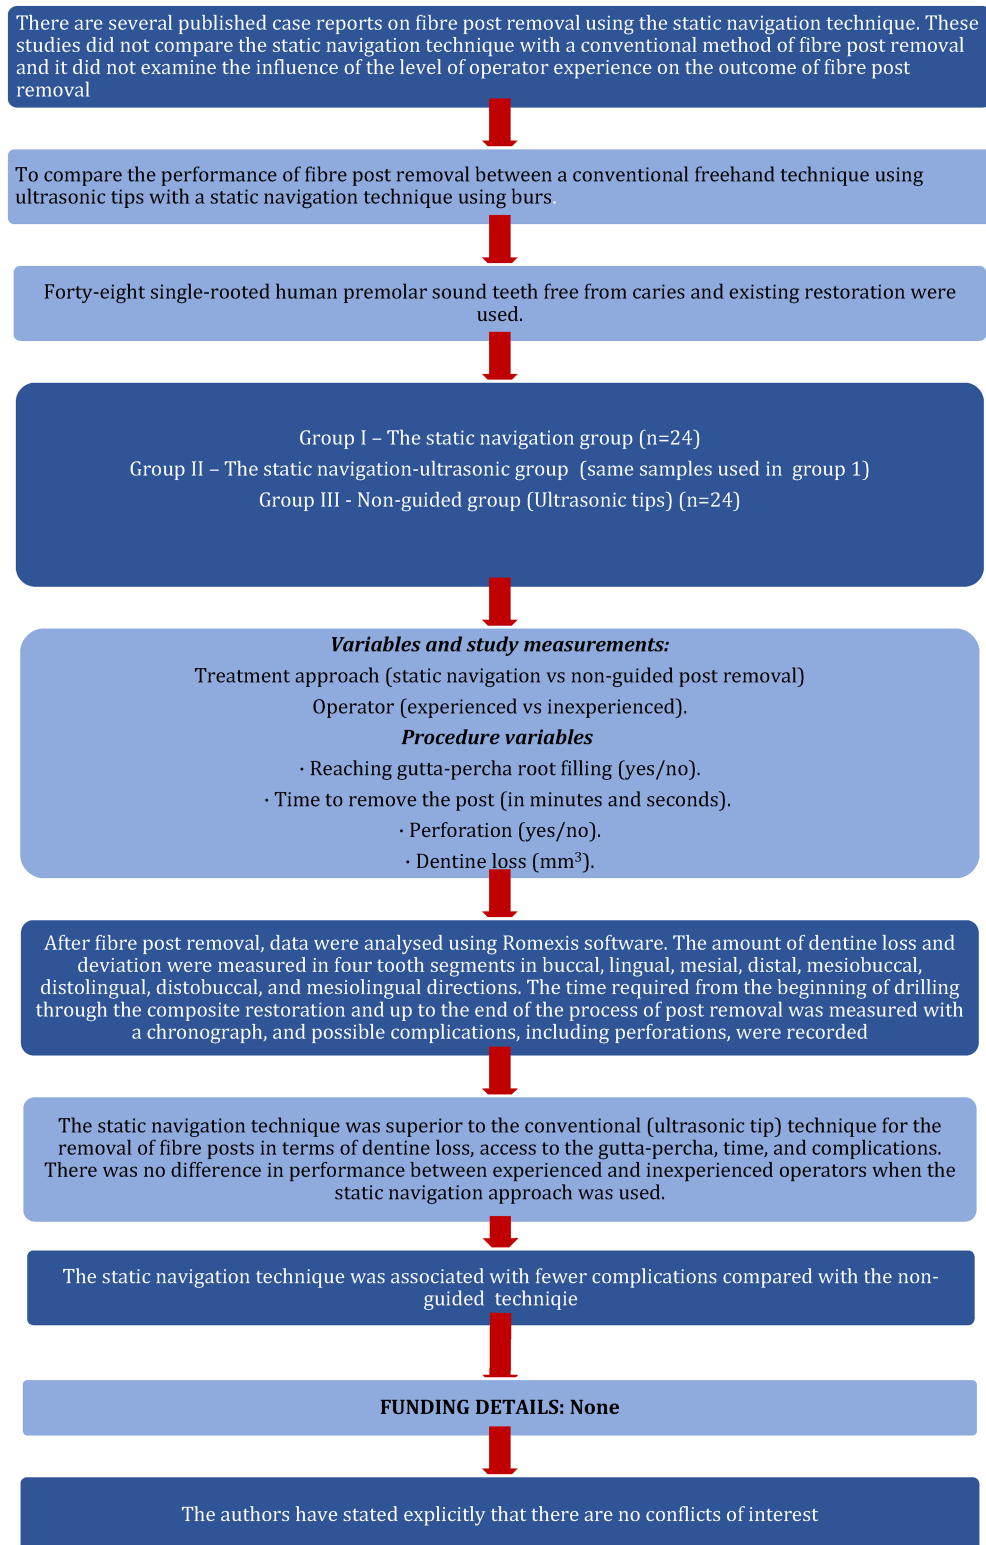 There are several published case reports on fibre post removal using the static navigation technique. These
studies did not compare the static navigation technique with a conventional method of fibre post removal
and it did not examine the influence of the level of operator experience on the outcome of fibre post
removal
To compare the performance of fibre post removal between a conventional freehand technique using
ultrasonic tips with a static navigation technique using burs.
Forty-eight single-rooted human premolar sound teeth free from caries and existing restoration were
used.
Group I – The static navigation group (n=24)
Group II – The static navigation-ultrasonic group (same samples used in group 1)
Group III - Non-guided group (Ultrasonic tips) (n=24)
Variables and study measurements:
Treatment approach (static navigation vs non-guided post removal)
Operator (experienced vs inexperienced).
Procedure variables
· Reaching gutta-percha root filling (yes/no).
· Time to remove the post (in minutes and seconds).
· Perforation (yes/no).
· Dentine loss (mm³).
After fibre post removal, data were analysed using Romexis software. The amount of dentine loss and
deviation were measured in four tooth segments in buccal, lingual, mesial, distal, mesiobuccal,
distolingual, distobuccal, and mesiolingual directions. The time required from the beginning of drilling
through the composite restoration and up to the end of the process of post removal was measured with
a chronograph, and possible complications, including perforations, were recorded
The static navigation technique was superior to the conventional (ultrasonic tip) technique for the
removal of fibre posts in terms of dentine loss, access to the gutta-percha, time, and complications.
There was no difference in performance between experienced and inexperienced operators when the
static navigation approach was used.
The static navigation technique was associated with fewer complications compared with the non-
guided techniqie
FUNDING DETAILS: None
The authors have stated explicitly that there are no conflicts of interest